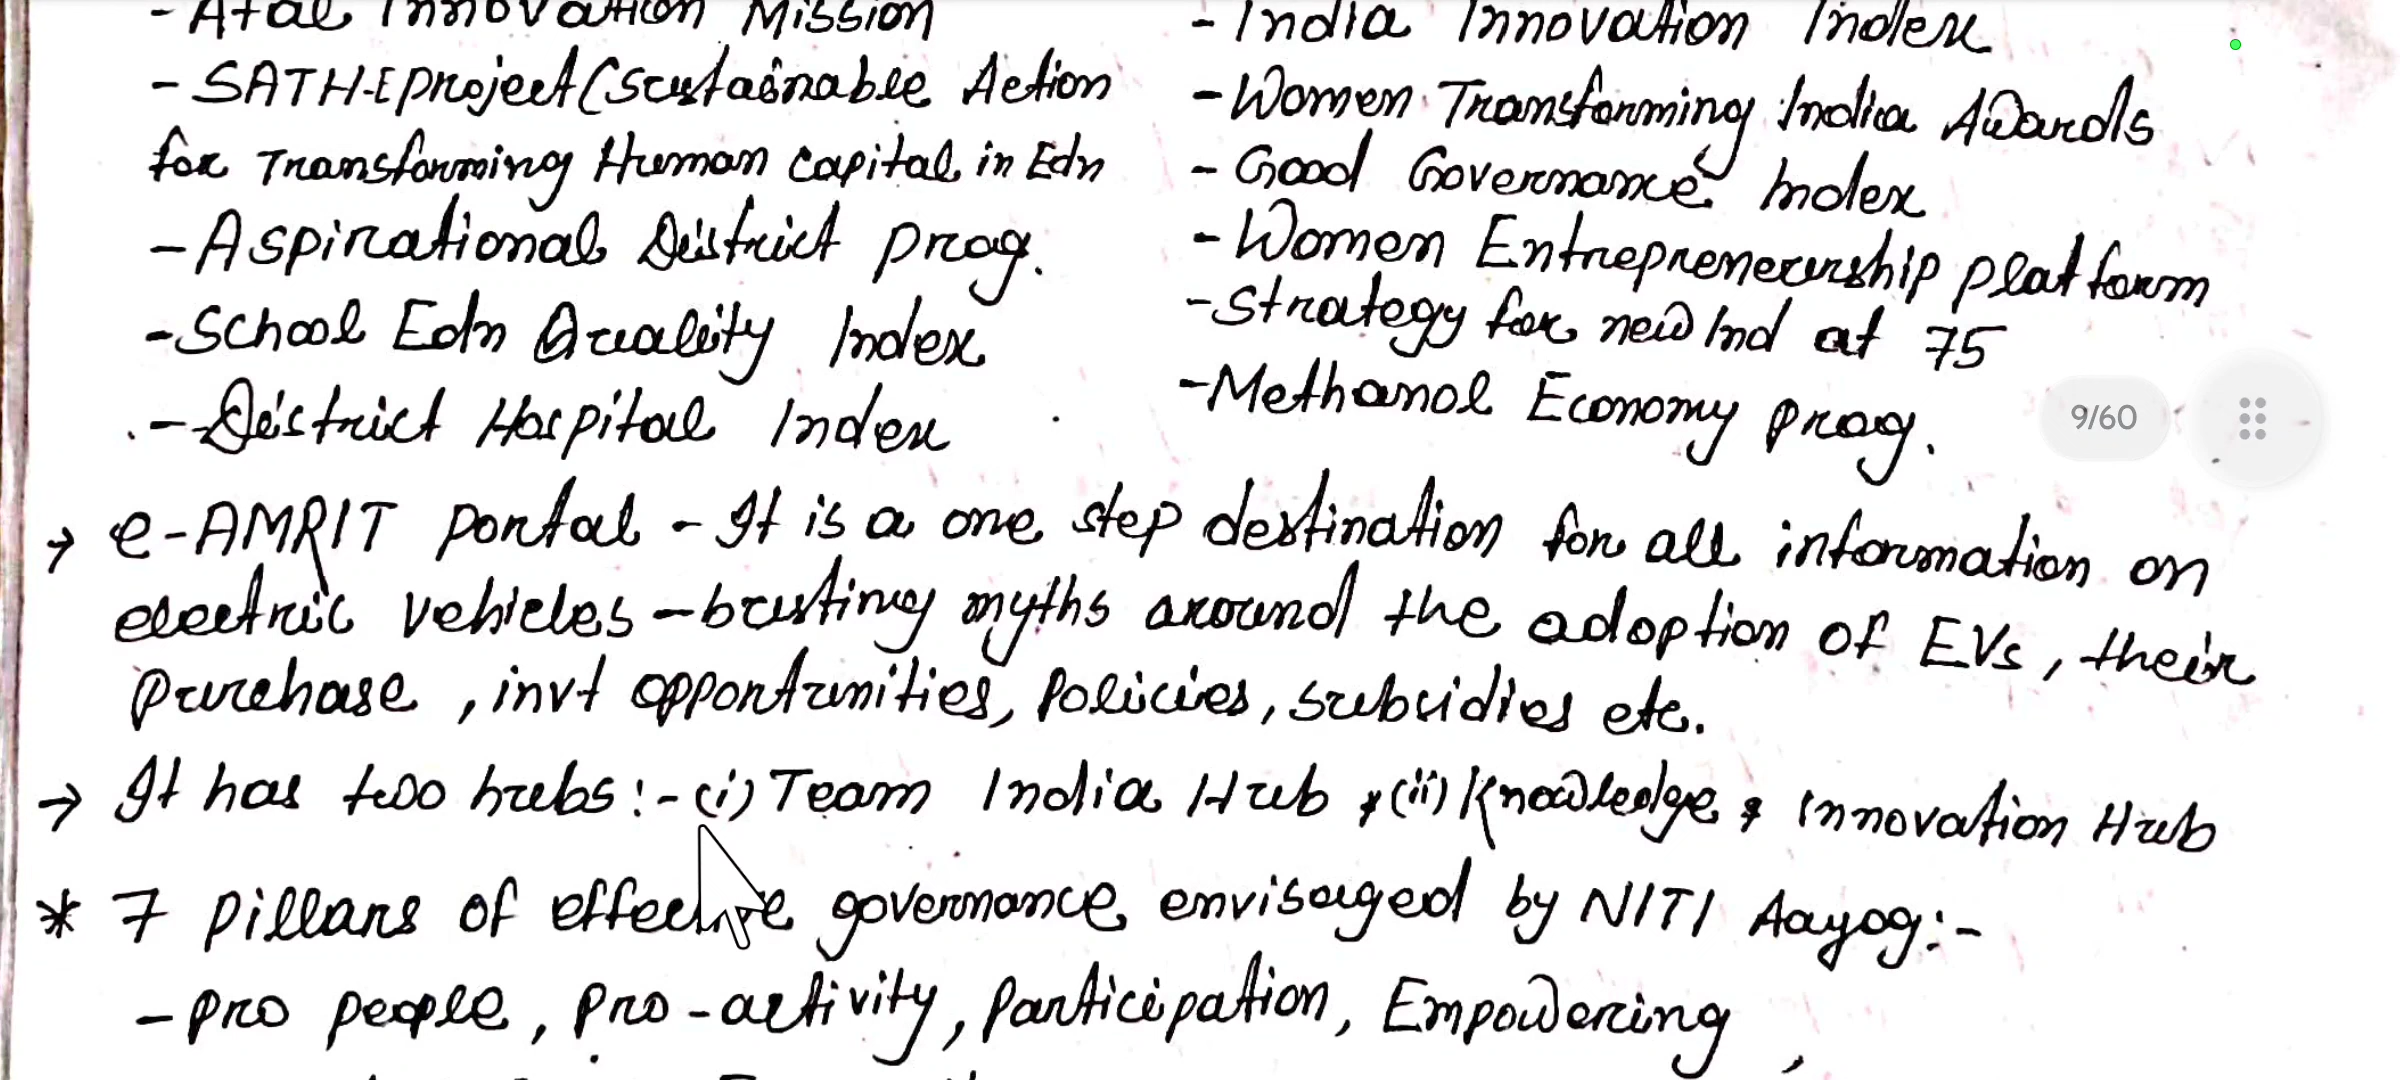 - Atal Innovation Mission
- SATH-E project (Sustainable Action
for Transforming Human capital in Edn
- Aspirational District prog.
- School Edn Quality Index
- District Hospital Index
- India Innovation Index
- Women Transforming India Awards
- Good Governance Index
- Women Entrepreneurship platform
- Strategy for new Ind at 75
- Methanol Economy prog.
9/60
→ e-AMRIT portal - It is a one step destination for all information on
electric vehicles - busting myths around the adoption of EVs, their
purchase, invt opportunities, policies, subsidies etc.
→ It has two hubs:- (i) Team India Hub & (ii) Knowledge & Innovation Hub
* 7 pillars of effective governance envisaged by NITI Aayog:-
- pro people, pro-activity, participation, Empowering,